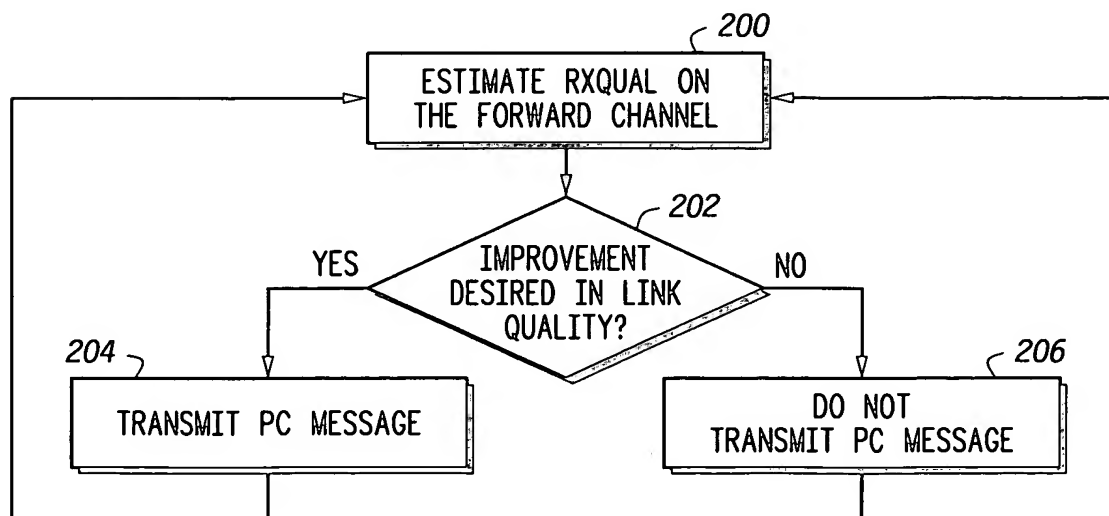 200
ESTIMATE RXQUAL ON
THE FORWARD CHANNEL
202
YES
IMPROVEMENT
DESIRED IN LINK
QUALITY?
NO
204
TRANSMIT PC MESSAGE
206
DO NOT
TRANSMIT PC MESSAGE